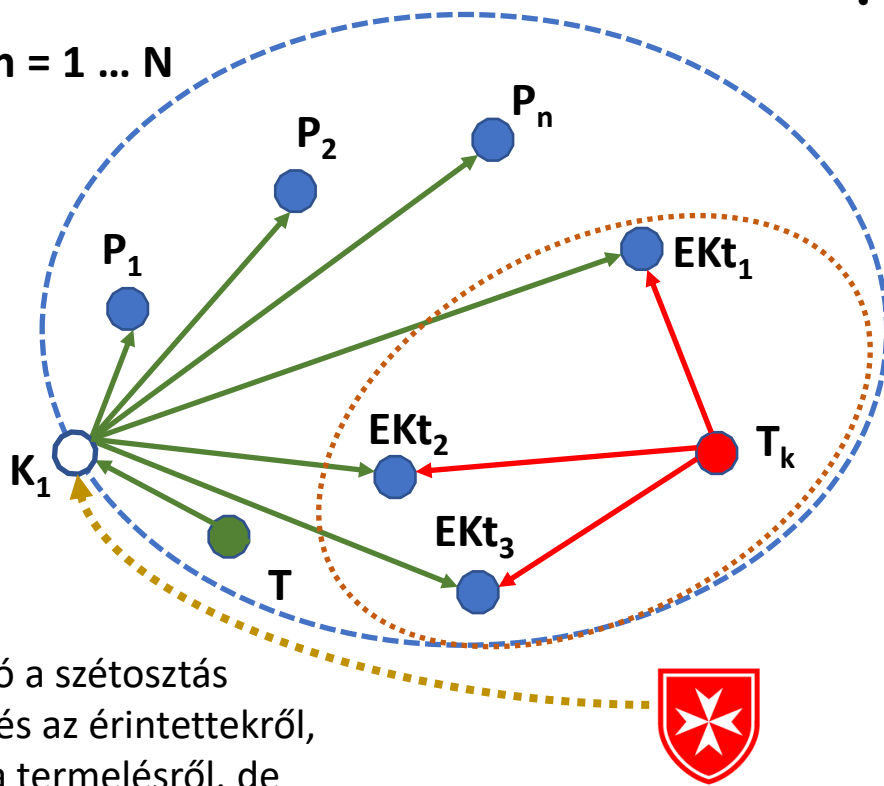 n = 1 … N
P₂
Pₙ
P₁
EKt₁
EKt₂
Tₖ
K₁
EKt₃
T
a szétosztás
és az érintettekről,
a termelésről, de